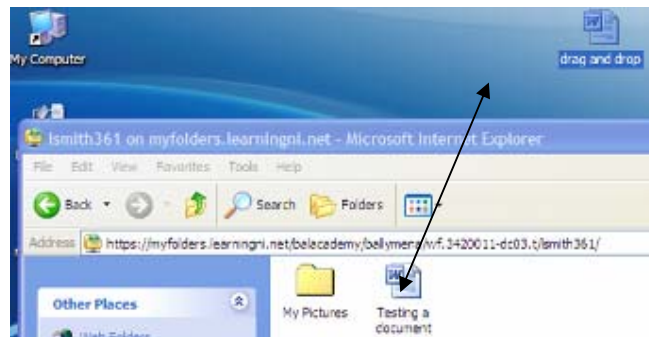 My Computer
drag and drop
lsmith361 on myfolders.learningni.net - Microsoft Internet Explorer
File Edit View Favorites Tools Help
Back Search Folders
Address https://myfolders.learningni.net/balacademy/ballymena/wf.3420011-dc03.t/lsmith361/
Other Places
My Pictures
Testing a
document
Web Folders